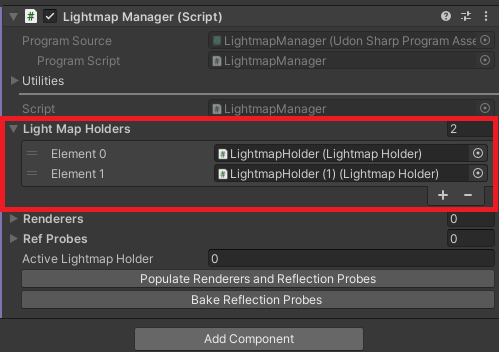 Lightmap Manager (Script)
Program Source LightmapManager (Udon Sharp Program Asse
Program Script LightmapManager
Utilities
Script LightmapManager
Light Map Holders 2
Element 0 LightmapHolder (Lightmap Holder)
Element 1 LightmapHolder (1) (Lightmap Holder)
+ −
Renderers 0
Ref Probes 0
Active Lightmap Holder 0
Populate Renderers and Reflection Probes
Bake Reflection Probes
Add Component